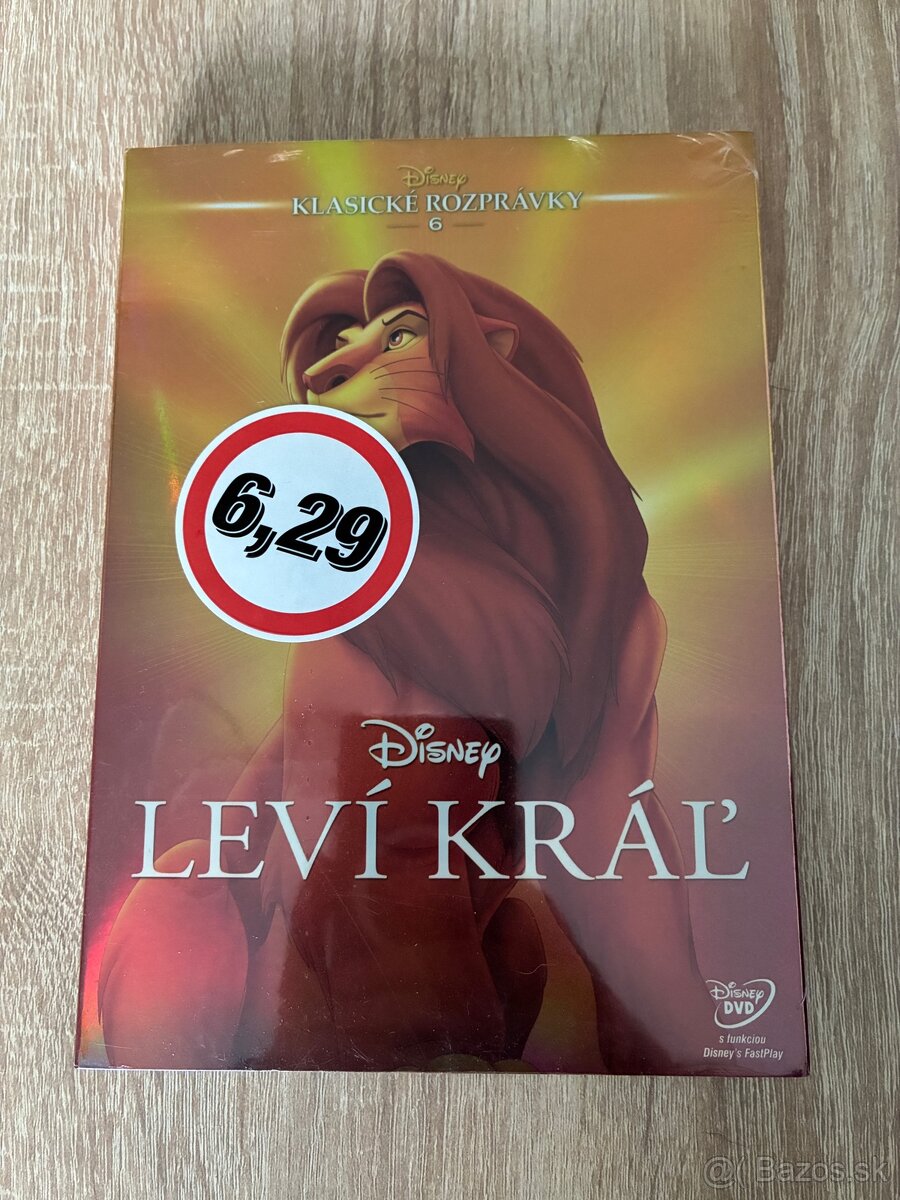 Disney
KLASICKÉ ROZPRÁVKY
6
6,29
Disney
LEVÍ KRÁĽ
Disney
DVD
s funkciou
Disney's FastPlay
@( Bazos.sk